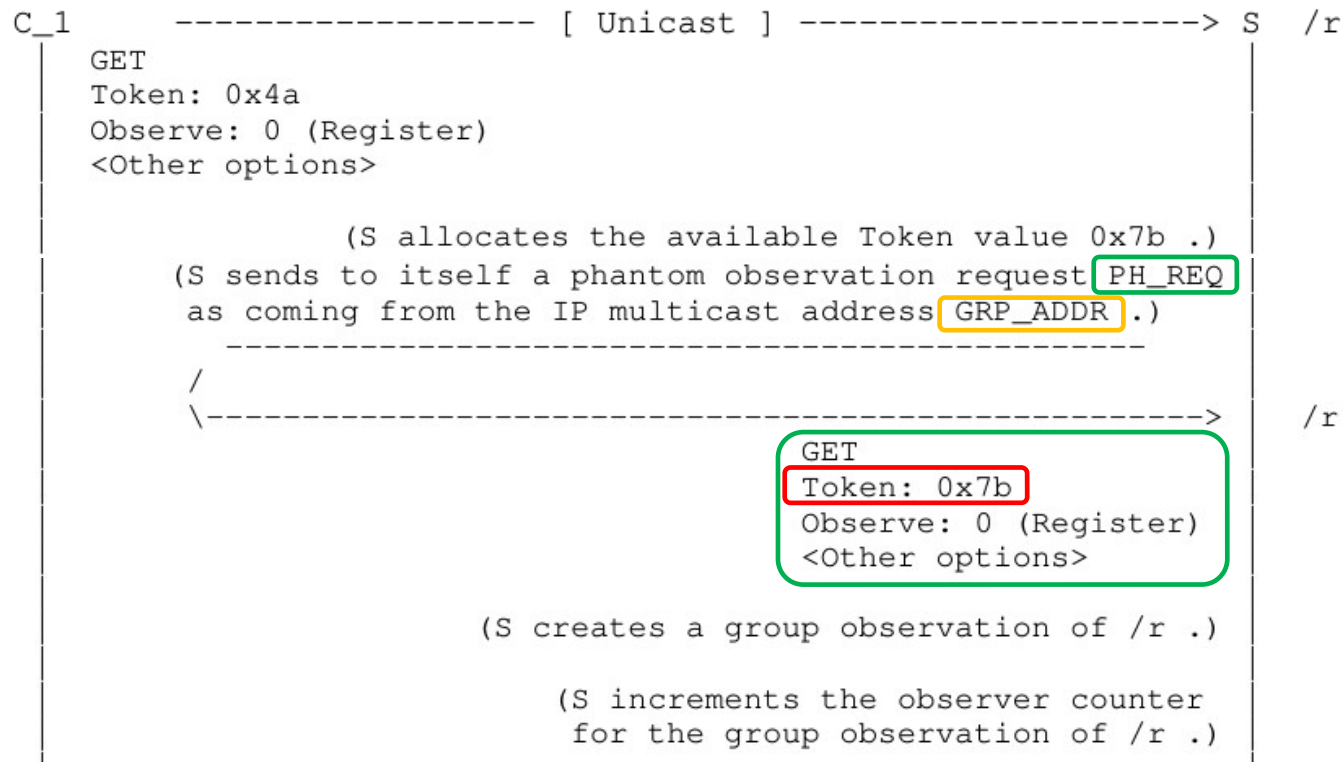 C_1 ------------------ [ Unicast ] --------------------> S /r
GET
Token: 0x4a
Observe: 0 (Register)
<Other options>
(S allocates the available Token value 0x7b .)
(S sends to itself a phantom observation request PH_REQ
as coming from the IP multicast address GRP_ADDR .)
------------------------------------------------
/
\----------------------------------------------------> /r
GET
Token: 0x7b
Observe: 0 (Register)
<Other options>
(S creates a group observation of /r .)
(S increments the observer counter
for the group observation of /r .)